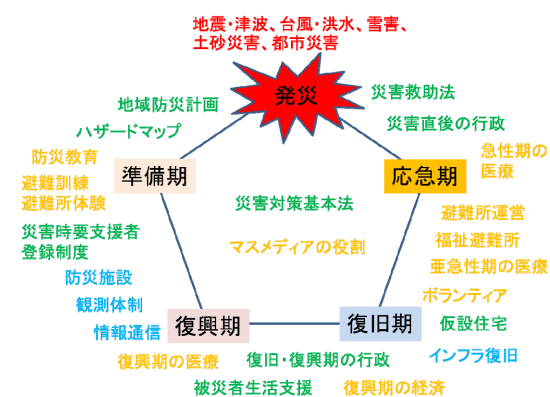 地震・津波、台風・洪水、雪害、
土砂災害、都市災害
発災
地域防災計画
ハザードマップ
災害救助法
災害直後の行政
防災教育
避難訓練
避難所体験
準備期
応急期
急性期の
医療
災害対策基本法
マスメディアの役割
災害時要支援者
登録制度
避難所運営
福祉避難所
亜急性期の医療
防災施設
観測体制
情報通信
ボランティア
仮設住宅
インフラ復旧
復興期
復旧期
復興期の医療
復旧・復興期の行政
被災者生活支援
復興期の経済